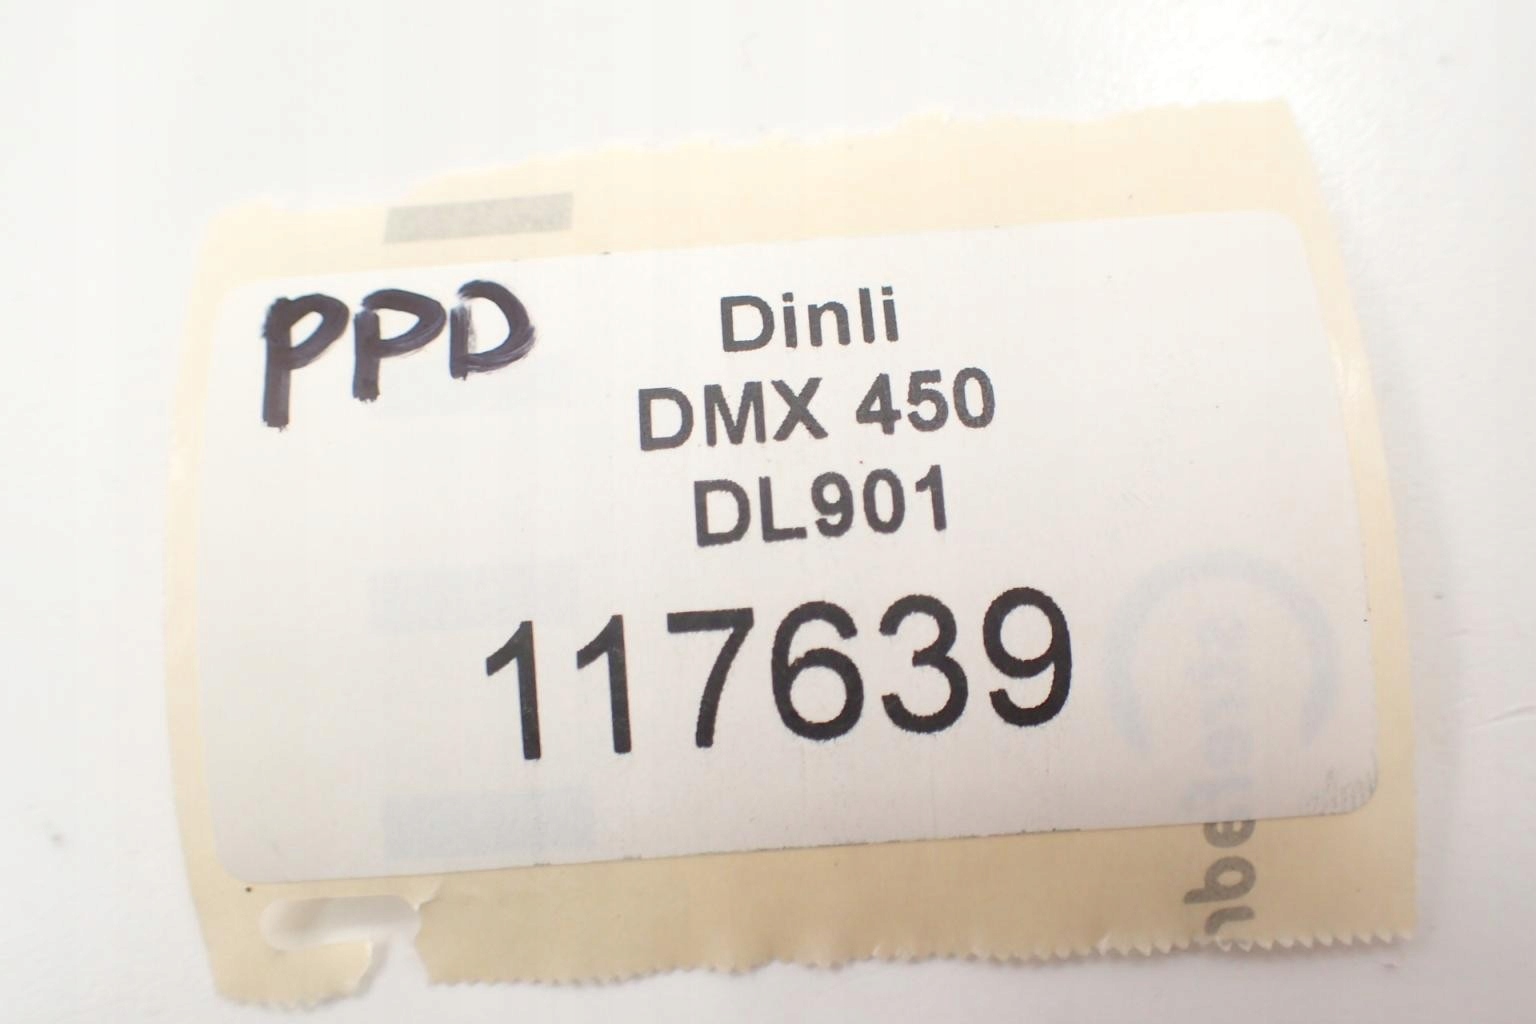 PPD
Dinli
DMX 450
DL901
117639